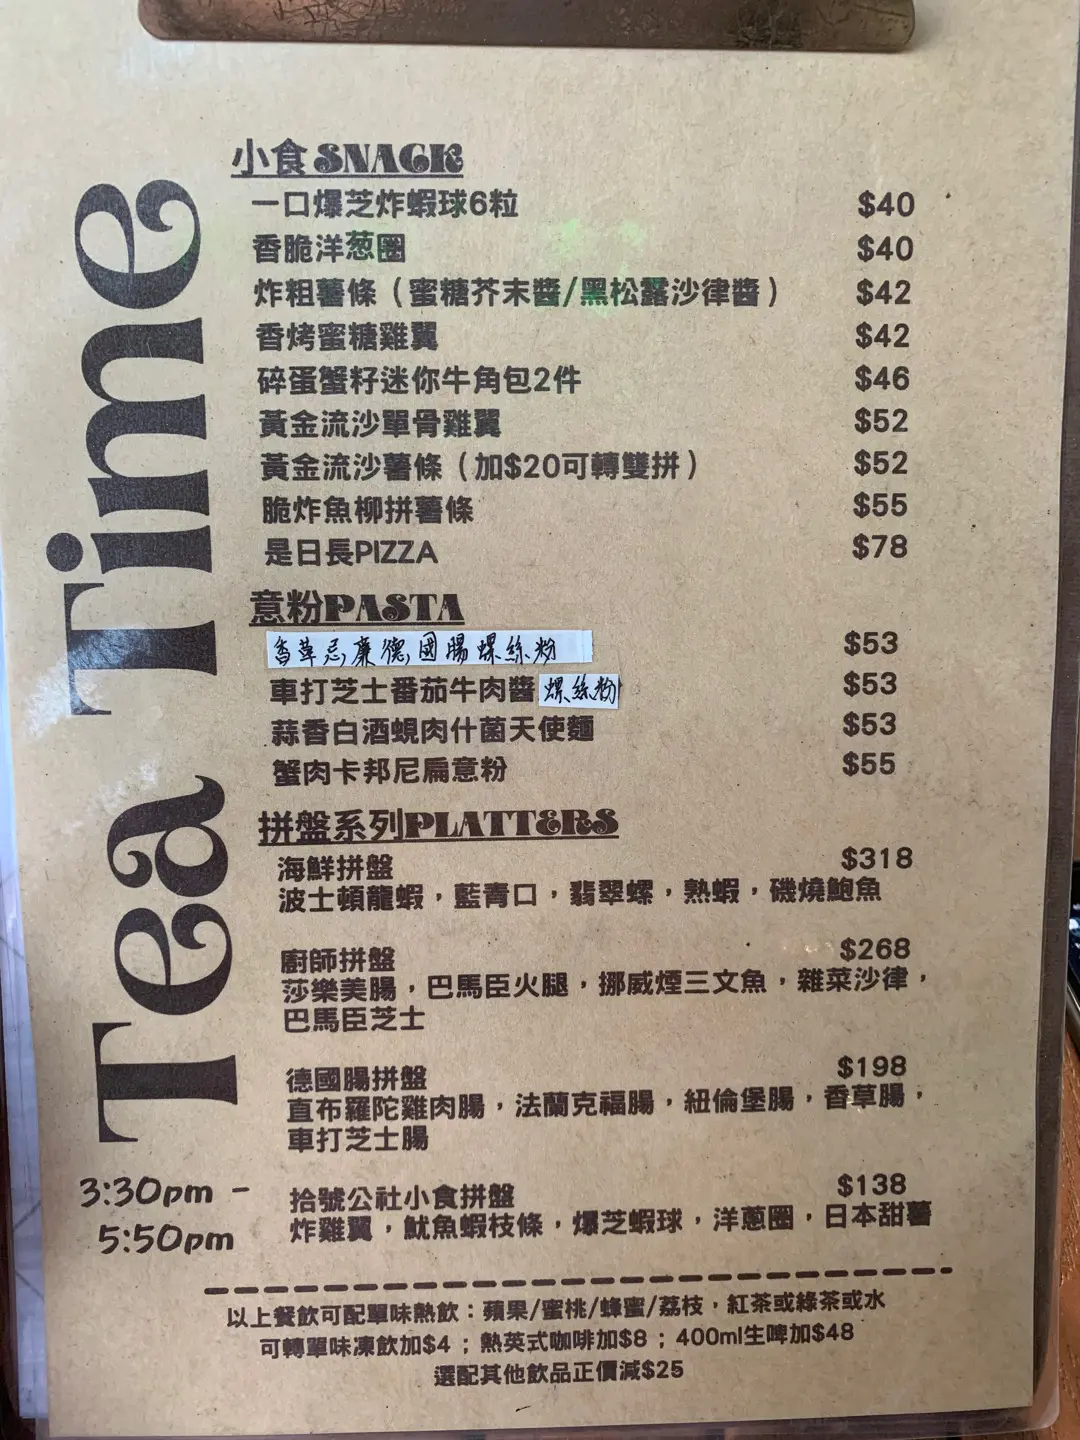 Tea Time
3:30pm -
5:50pm
小食 SNACK
一口爆芝炸蝦球6粒 $40
香脆洋葱圈 $40
炸粗薯條（蜜糖芥末醬/黑松露沙律醬） $42
香烤蜜糖雞翼 $42
碎蛋蟹籽迷你牛角包2件 $46
黃金流沙單骨雞翼 $52
黃金流沙薯條（加$20可轉雙拼） $52
脆炸魚柳拼薯條 $55
是日長PIZZA $78
意粉PASTA
香草忌廉德國腸螺絲粉 $53
車打芝士番茄牛肉醬螺絲粉 $53
蒜香白酒蜆肉什菌天使麵 $53
蟹肉卡邦尼扁意粉 $55
拼盤系列PLATTERS
海鮮拼盤 $318
波士頓龍蝦，藍青口，翡翠螺，熟蝦，磯燒鮑魚
廚師拼盤 $268
莎樂美腸，巴馬臣火腿，挪威煙三文魚，雜菜沙律，
巴馬臣芝士
德國腸拼盤 $198
直布羅陀雞肉腸，法蘭克福腸，紐倫堡腸，香草腸，
車打芝士腸
拾號公社小食拼盤 $138
炸雞翼，魷魚蝦枝條，爆芝蝦球，洋蔥圈，日本甜薯
以上餐飲可配單味熱飲：蘋果/蜜桃/蜂蜜/荔枝，紅茶或綠茶或水
可轉單味凍飲加$4；熱英式咖啡加$8；400ml生啤加$48
選配其他飲品正價減$25